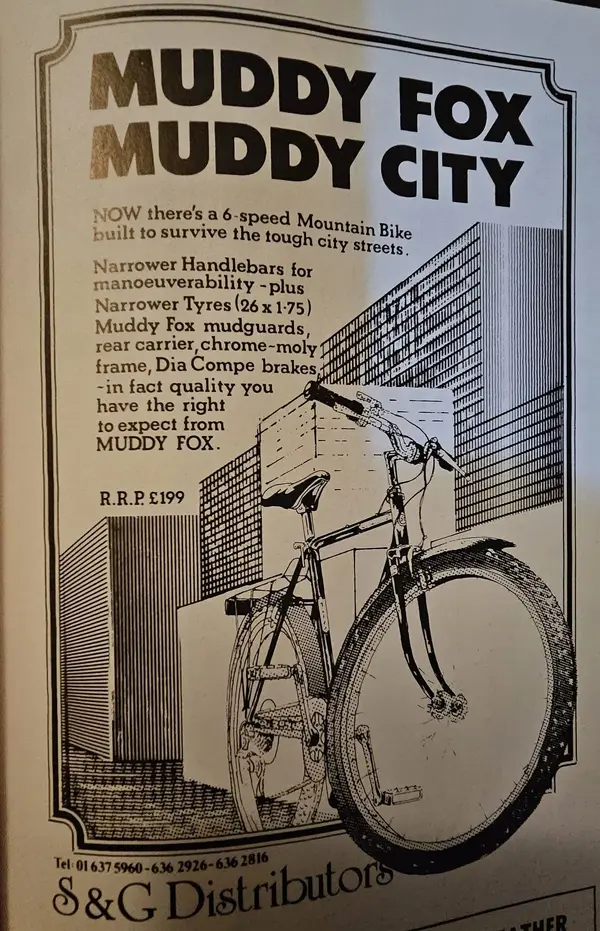 MUDDY FOX
MUDDY CITY
NOW there's a 6-speed Mountain Bike
built to survive the tough city streets.
Narrower Handlebars for
manoeuverability - plus
Narrower Tyres (26 x 1·75)
Muddy Fox mudguards,
rear carrier, chrome-moly
frame, Dia Compe brakes
- in fact quality you
have the right
to expect from
MUDDY FOX.
R.R.P. £199
Tel: 01 637 5960 - 636 2926 - 636 2816
S & G Distributors